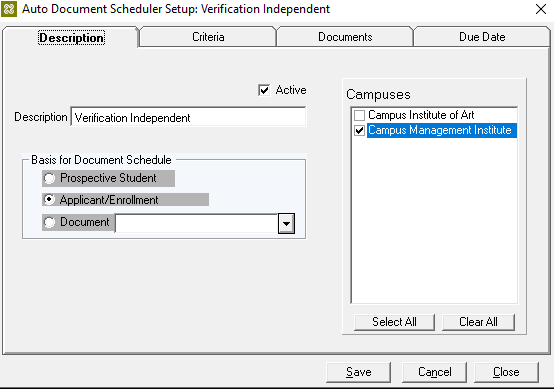 Auto Document Scheduler Setup: Verification Independent
Description
Criteria
Documents
Due Date
Active
Description
Verification Independent
Basis for Document Schedule
Prospective Student
Applicant/Enrollment
Document
Campuses
Campus Institute of Art
Campus Management Institute
Select All
Clear All
Save
Cancel
Close